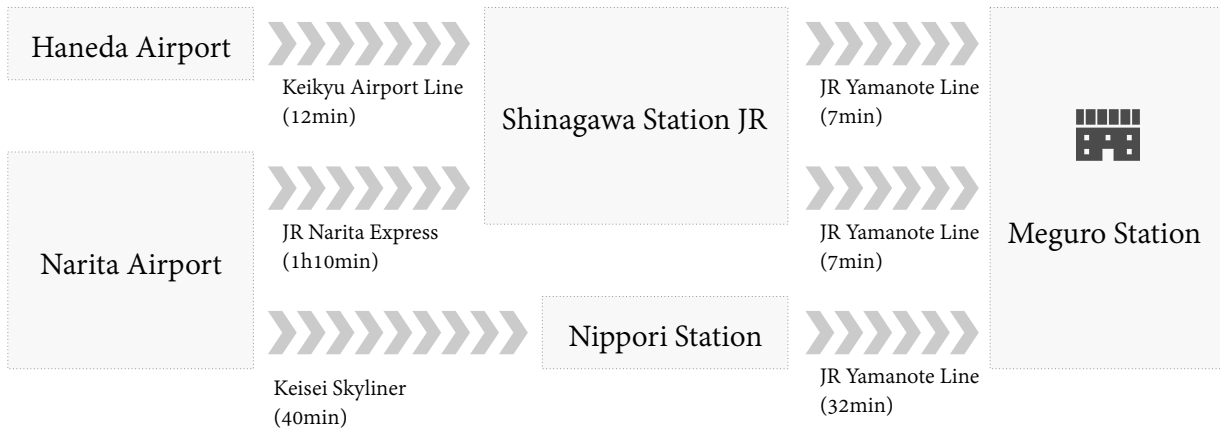 Haneda Airport
Keikyu Airport Line
(12min)
Shinagawa Station JR
JR Yamanote Line
(7min)
Narita Airport
JR Narita Express
(1h10min)
JR Yamanote Line
(7min)
Meguro Station
Keisei Skyliner
(40min)
Nippori Station
JR Yamanote Line
(32min)